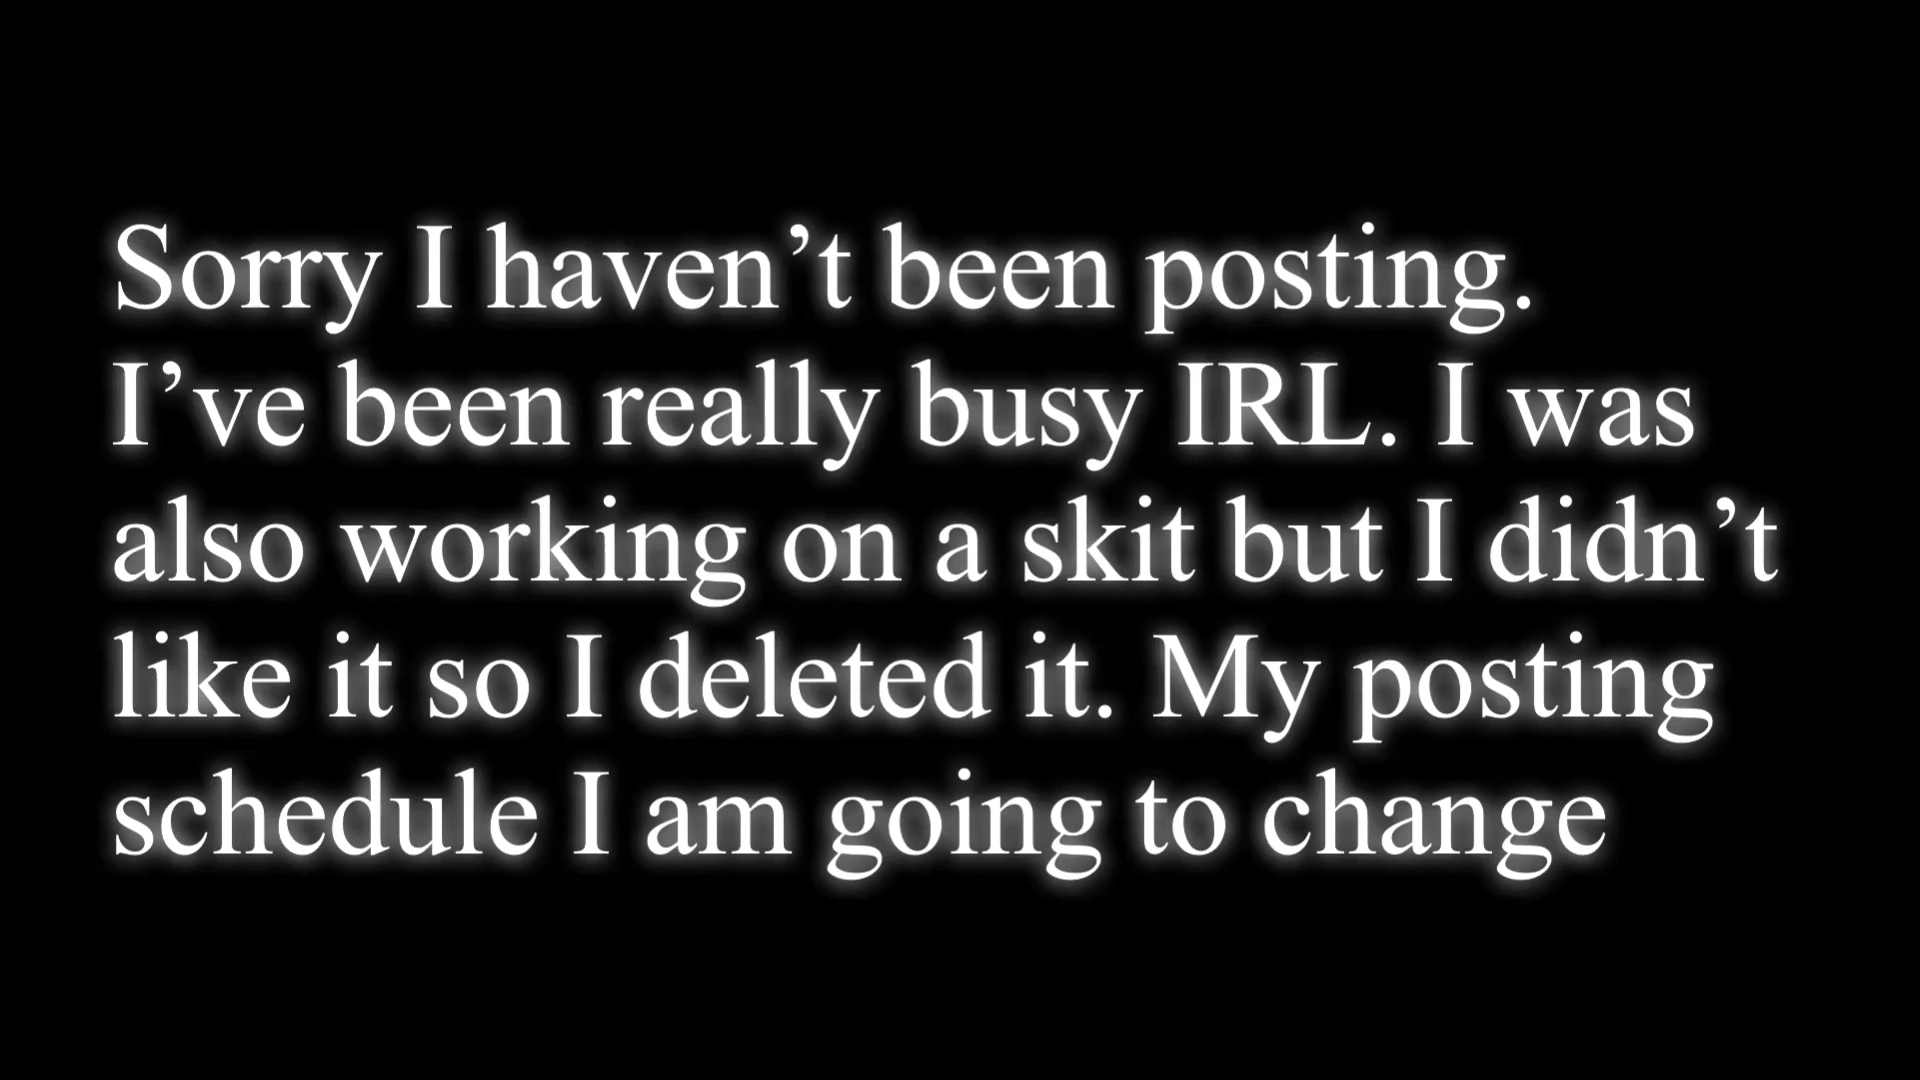 Sorry I haven’t been posting.
I’ve been really busy IRL. I was
also working on a skit but I didn’t
like it so I deleted it. My posting
schedule I am going to change